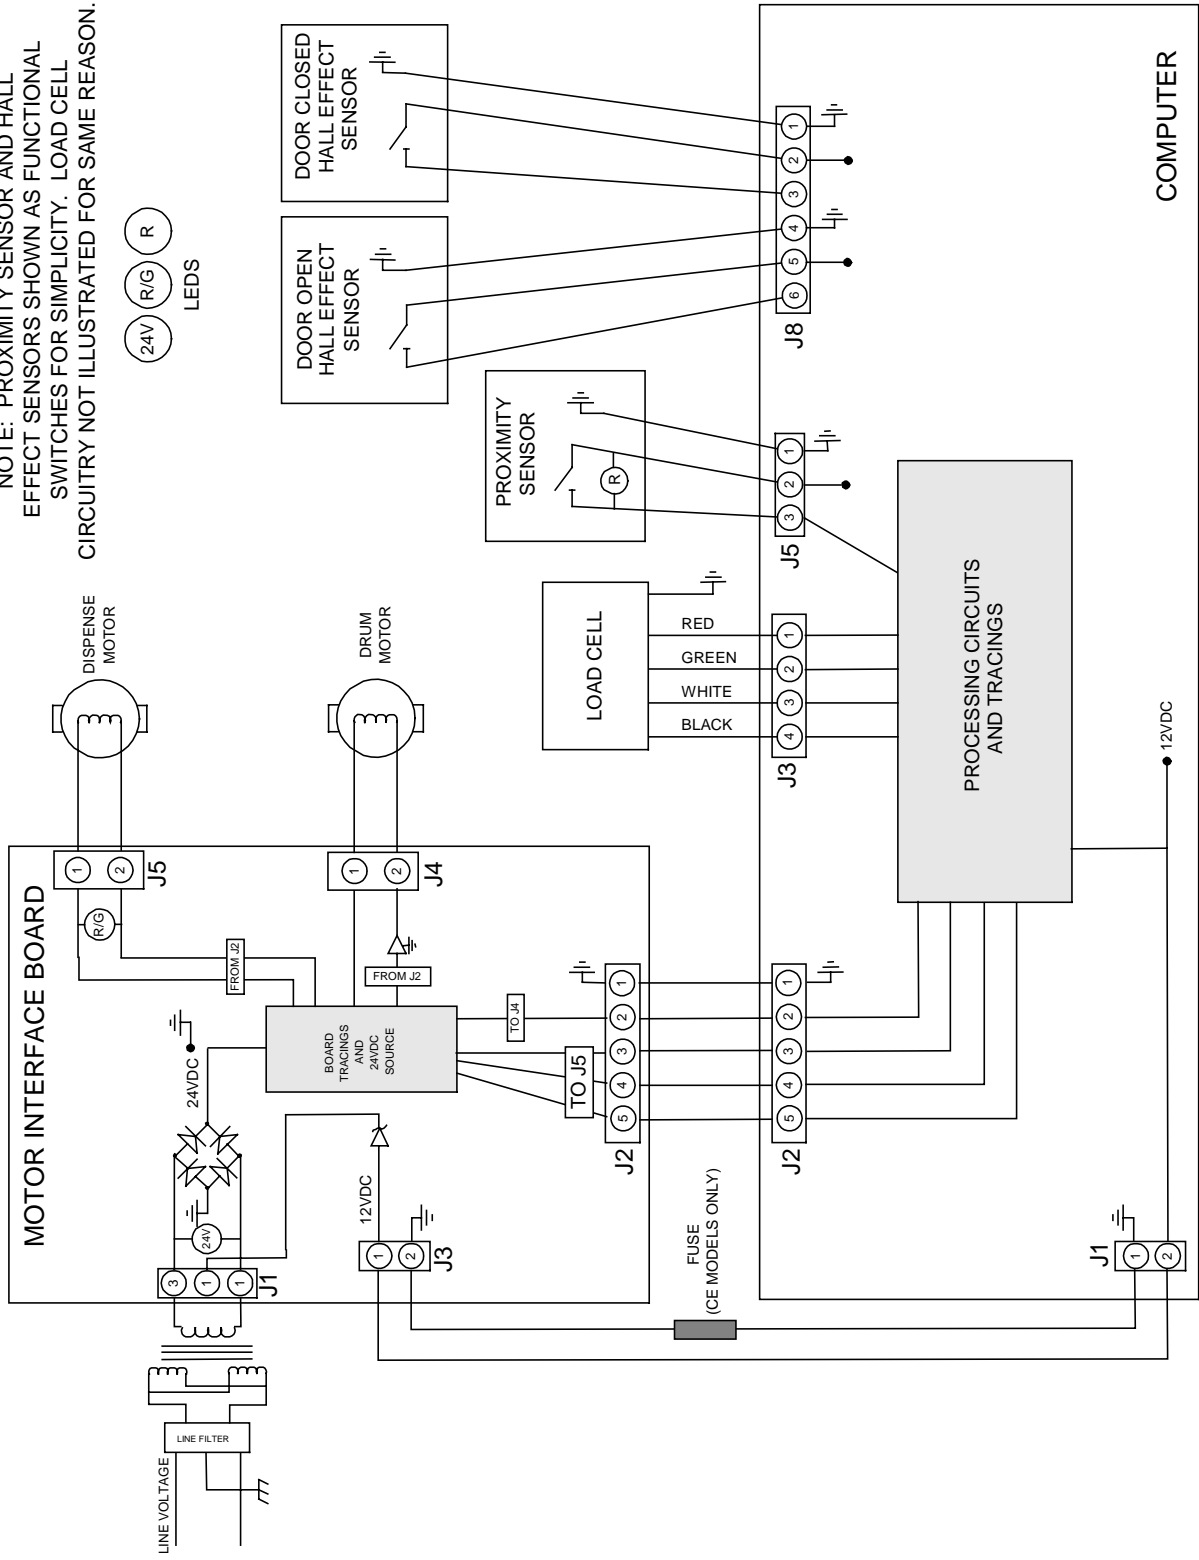 MOTOR INTERFACE BOARD
NOTE: PROXIMITY SENSOR AND HALL
EFFECT SENSORS SHOWN AS FUNCTIONAL
SWITCHES FOR SIMPLICITY. LOAD CELL
CIRCUITRY NOT ILLUSTRATED FOR SAME REASON.
24V
R/G
R
LEDS
DISPENSE
MOTOR
1
2
J5
R/G
FROM J2
LINE VOLTAGE
LINE FILTER
3
1
1
J1
24V
24VDC
BOARD
TRACINGS
AND
24VDC
SOURCE
DRUM
MOTOR
1
2
J4
FROM J2
12VDC
1
2
J3
TO J4
TO J5
5
4
3
2
1
J2
DOOR OPEN
HALL EFFECT
SENSOR
DOOR CLOSED
HALL EFFECT
SENSOR
PROXIMITY
SENSOR
R
LOAD CELL
BLACK
WHITE
GREEN
RED
FUSE
(CE MODELS ONLY)
5
4
3
2
1
J2
4
3
2
1
J3
3
2
1
J5
6
5
4
3
2
1
J8
PROCESSING CIRCUITS
AND TRACINGS
1
2
J1
12VDC
COMPUTER